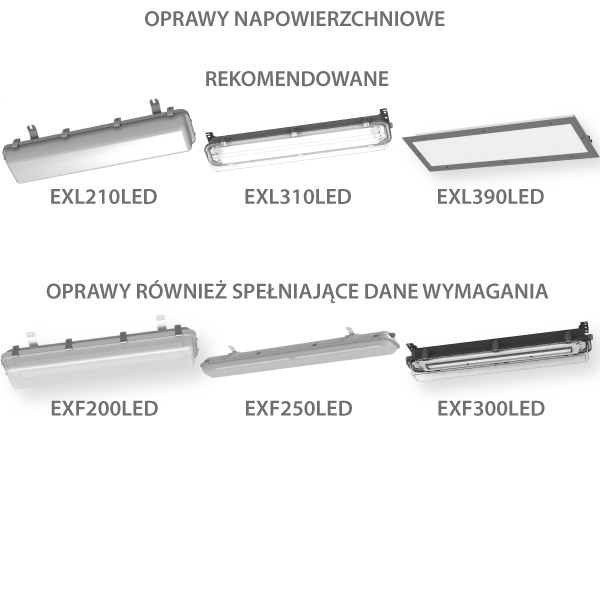 OPRAWY NAPOWIERZCHNIOWE
REKOMENDOWANE
EXL210LED EXL310LED EXL390LED
OPRAWY RÓWNIEŻ SPEŁNIAJĄCE DANE WYMAGANIA
EXF200LED EXF250LED EXF300LED